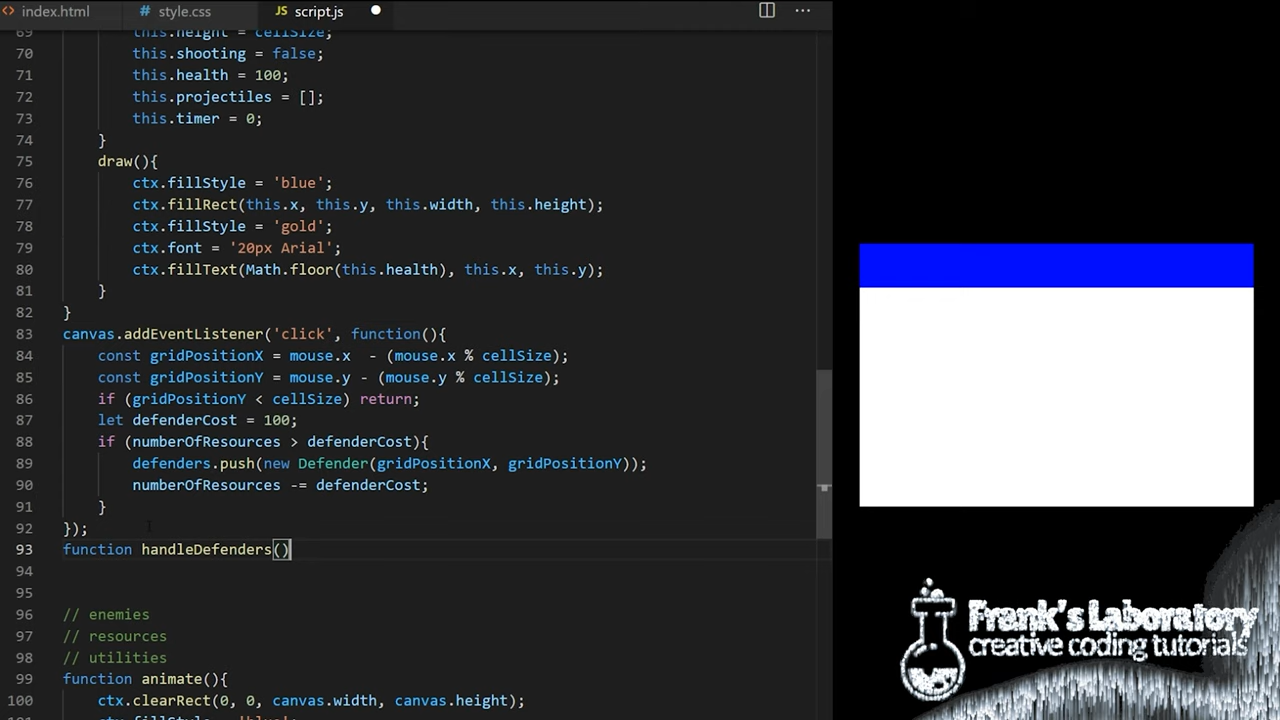 index.html # style.css JS script.js
69 this.height = cellSize;
70 this.shooting = false;
71 this.health = 100;
72 this.projectiles = [];
73 this.timer = 0;
74 }
75 draw(){
76 ctx.fillStyle = 'blue';
77 ctx.fillRect(this.x, this.y, this.width, this.height);
78 ctx.fillStyle = 'gold';
79 ctx.font = '20px Arial';
80 ctx.fillText(Math.floor(this.health), this.x, this.y);
81 }
82 }
83 canvas.addEventListener('click', function(){
84 const gridPositionX = mouse.x  - (mouse.x % cellSize);
85 const gridPositionY = mouse.y - (mouse.y % cellSize);
86 if (gridPositionY < cellSize) return;
87 let defenderCost = 100;
88 if (numberOfResources > defenderCost){
89 defenders.push(new Defender(gridPositionX, gridPositionY));
90 numberOfResources -= defenderCost;
91 }
92 });
93 function handleDefenders()
94
95
96 // enemies
97 // resources
98 // utilities
99 function animate(){
100 ctx.clearRect(0, 0, canvas.width, canvas.height);
ctx.fillStyle = 'blue';
Frank's Laboratory
creative coding tutorials